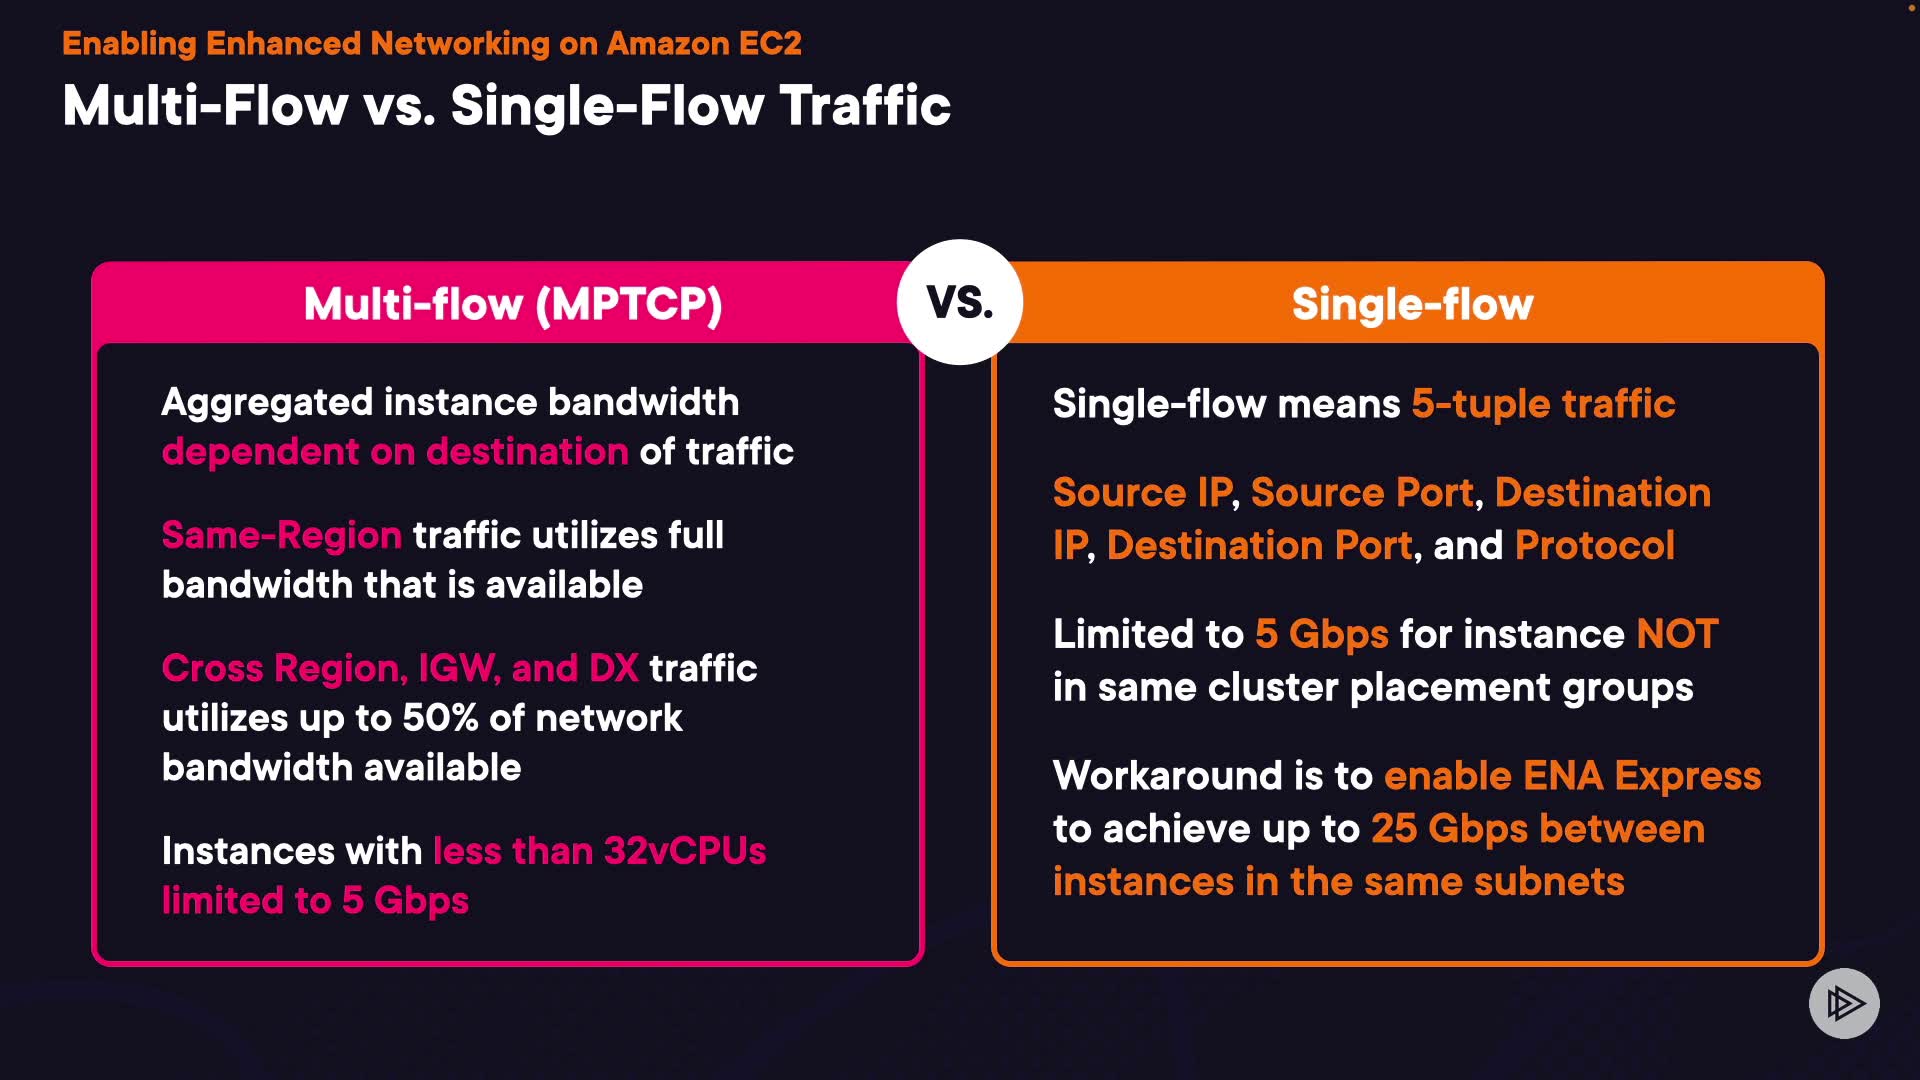 Enabling Enhanced Networking on Amazon EC2
Multi-Flow vs. Single-Flow Traffic
Multi-flow (MPTCP)
Aggregated instance bandwidth
dependent on destination of traffic
Same-Region traffic utilizes full
bandwidth that is available
Cross Region, IGW, and DX traffic
utilizes up to 50% of network
bandwidth available
Instances with less than 32vCPUs
limited to 5 Gbps
VS.
Single-flow
Single-flow means 5-tuple traffic
Source IP, Source Port, Destination
IP, Destination Port, and Protocol
Limited to 5 Gbps for instance NOT
in same cluster placement groups
Workaround is to enable ENA Express
to achieve up to 25 Gbps between
instances in the same subnets